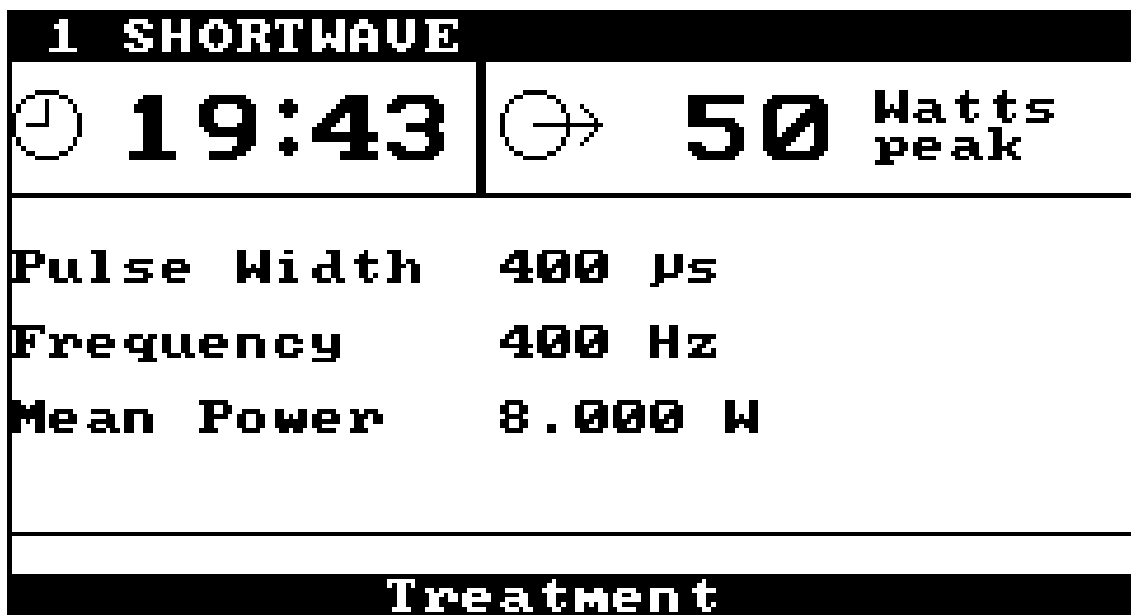 1 SHORTWAVE
19:43 50 Watts
peak
Pulse Width 400 µs
Frequency 400 Hz
Mean Power 8.000 W
Treatment